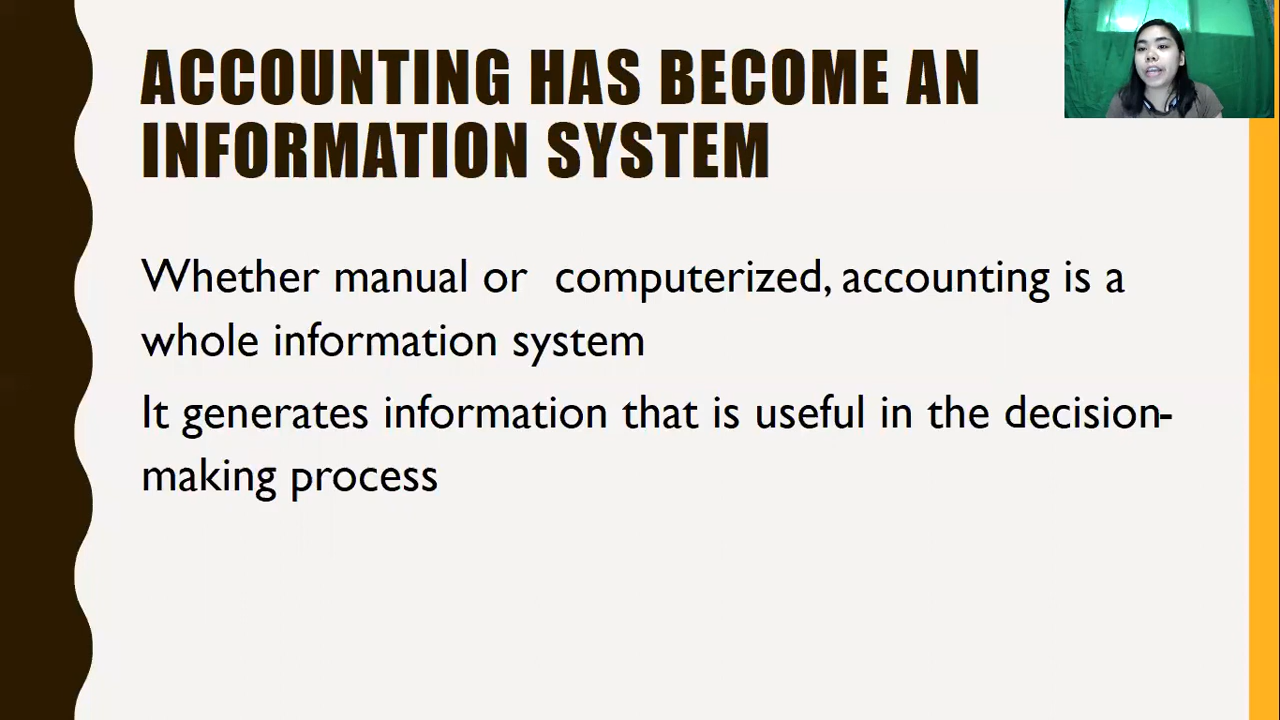 ACCOUNTING HAS BECOME AN
INFORMATION SYSTEM
Whether manual or  computerized, accounting is a
whole information system
It generates information that is useful in the decision-
making process